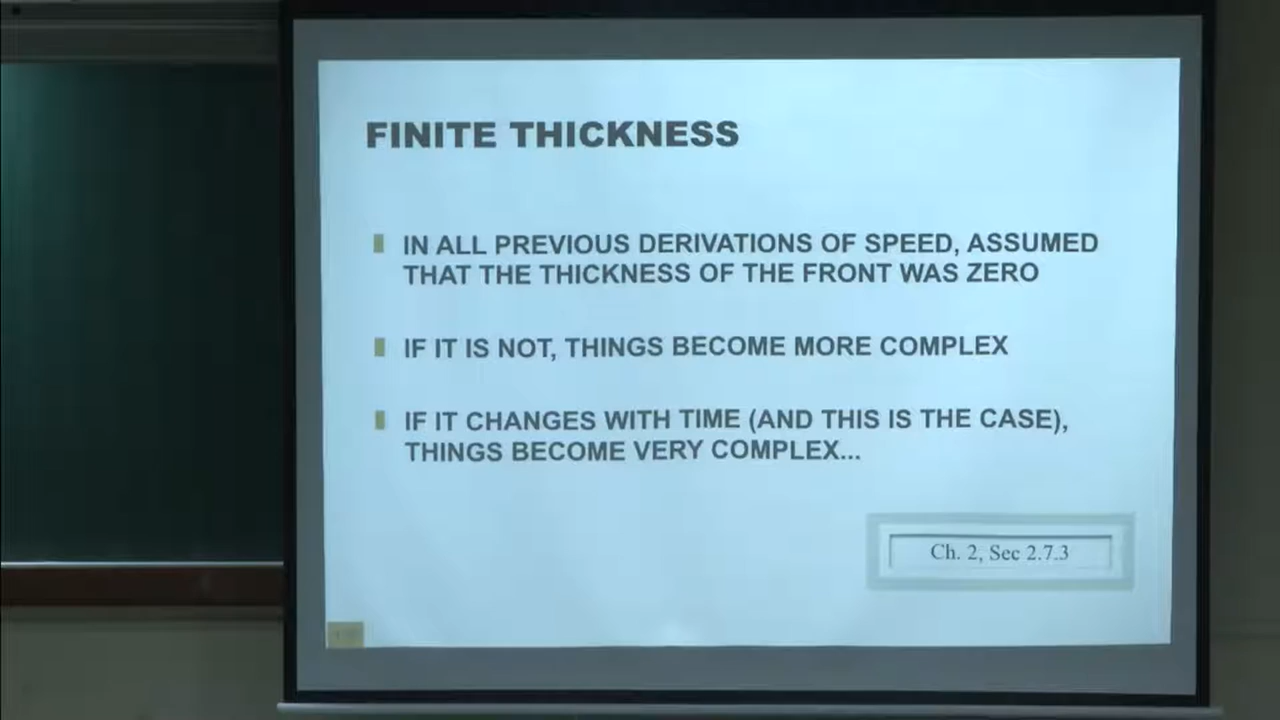 FINITE THICKNESS
IN ALL PREVIOUS DERIVATIONS OF SPEED, ASSUMED
THAT THE THICKNESS OF THE FRONT WAS ZERO
IF IT IS NOT, THINGS BECOME MORE COMPLEX
IF IT CHANGES WITH TIME (AND THIS IS THE CASE),
THINGS BECOME VERY COMPLEX...
Ch. 2, Sec 2.7.3